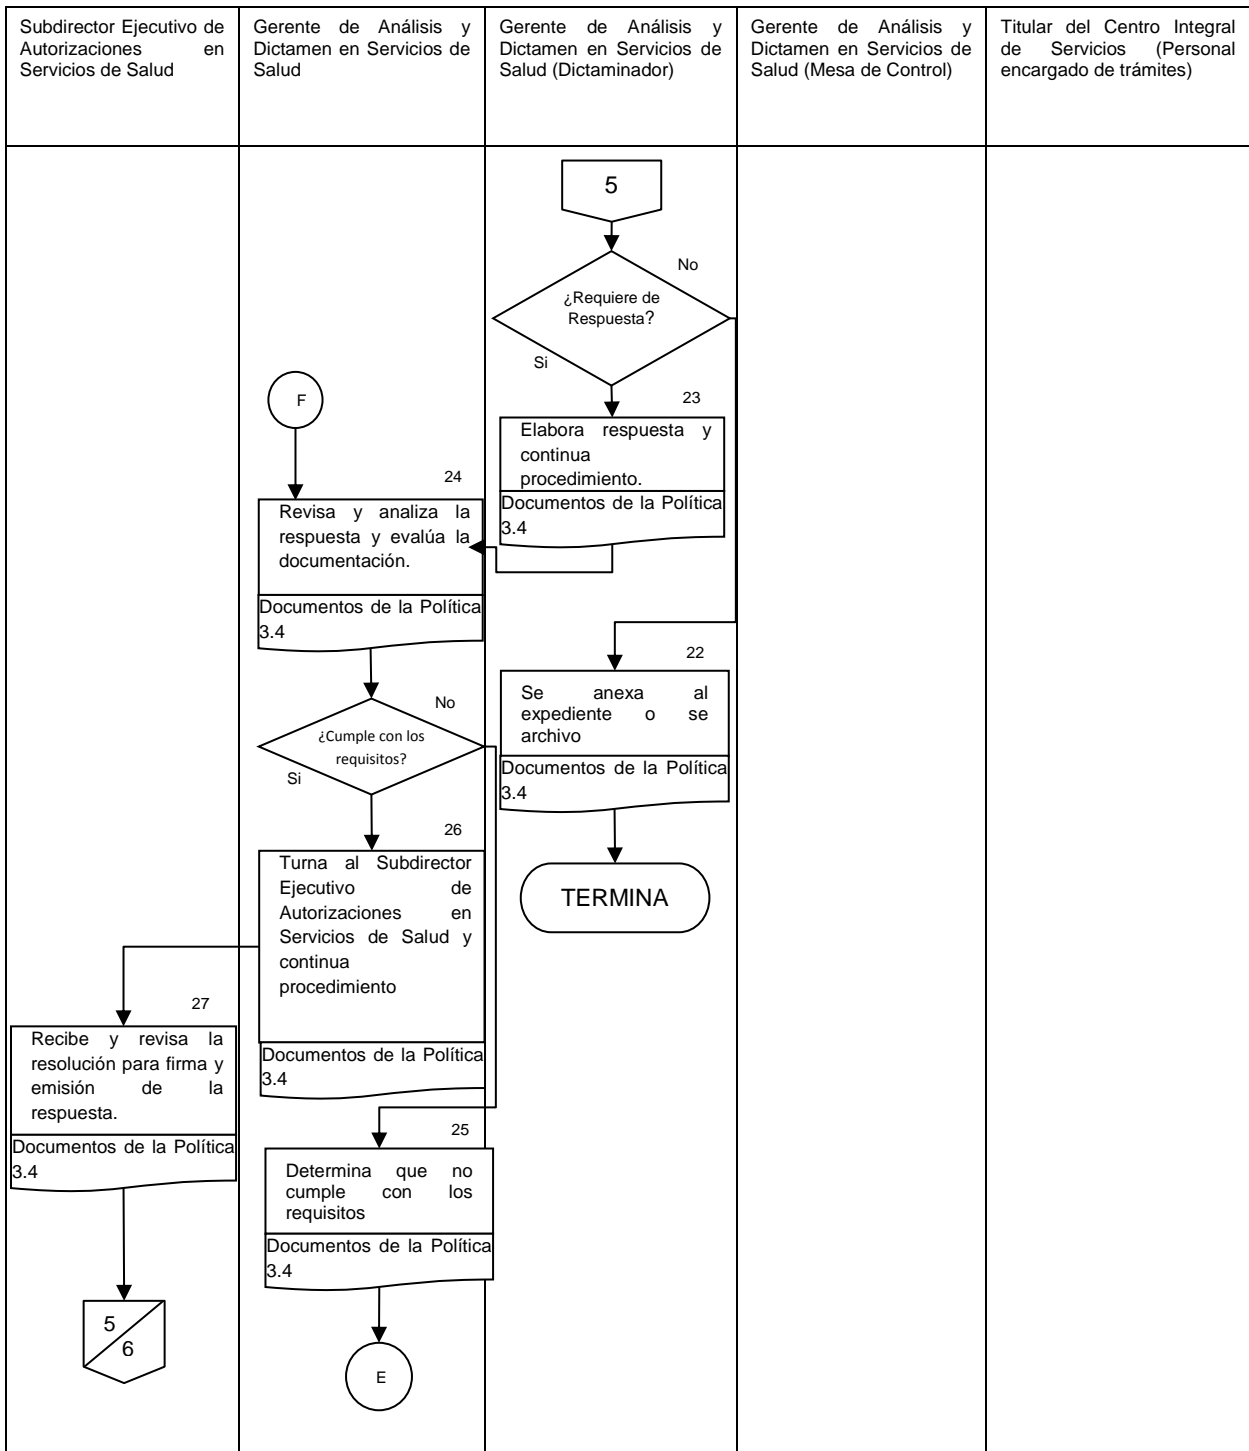 Subdirector Ejecutivo de
Autorizaciones en
Servicios de Salud
Gerente de Análisis y
Dictamen en Servicios de
Salud
Gerente de Análisis y
Dictamen en Servicios de
Salud (Dictaminador)
Gerente de Análisis y
Dictamen en Servicios de
Salud (Mesa de Control)
Titular del Centro Integral
de Servicios (Personal
encargado de trámites)
5
¿Requiere de
Respuesta?
No
Si
23
Elabora respuesta y
continua
procedimiento.
Documentos de la Política
3.4
F
24
Revisa y analiza la
respuesta y evalúa la
documentación.
Documentos de la Política
3.4
22
Se anexa al
expediente o se
archivo
Documentos de la Política
3.4
TERMINA
¿Cumple con los
requisitos?
No
Si
26
Turna al Subdirector
Ejecutivo de
Autorizaciones en
Servicios de Salud y
continua
procedimiento
Documentos de la Política
3.4
27
Recibe y revisa la
resolución para firma y
emisión de la
respuesta.
Documentos de la Política
3.4
25
Determina que no
cumple con los
requisitos
Documentos de la Política
3.4
5
6
E